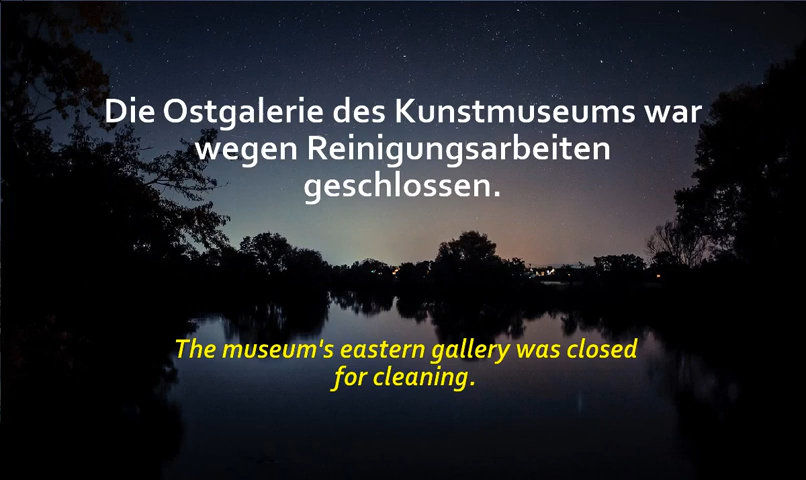 Die Ostgalerie des Kunstmuseums war
wegen Reinigungsarbeiten
geschlossen.
The museum's eastern gallery was closed
for cleaning.